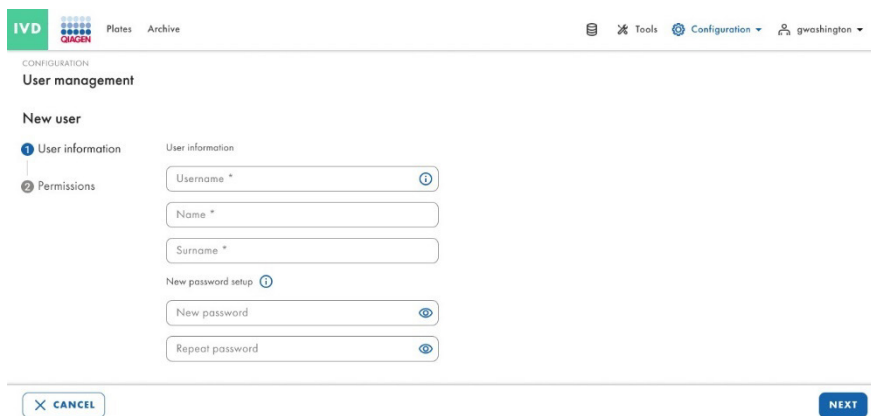 IVD QIAGEN Plates Archive Tools Configuration gwashington
CONFIGURATION
User management
New user
1 User information
2 Permissions
User information
Username *
Name *
Surname *
New password setup
New password
Repeat password
CANCEL NEXT